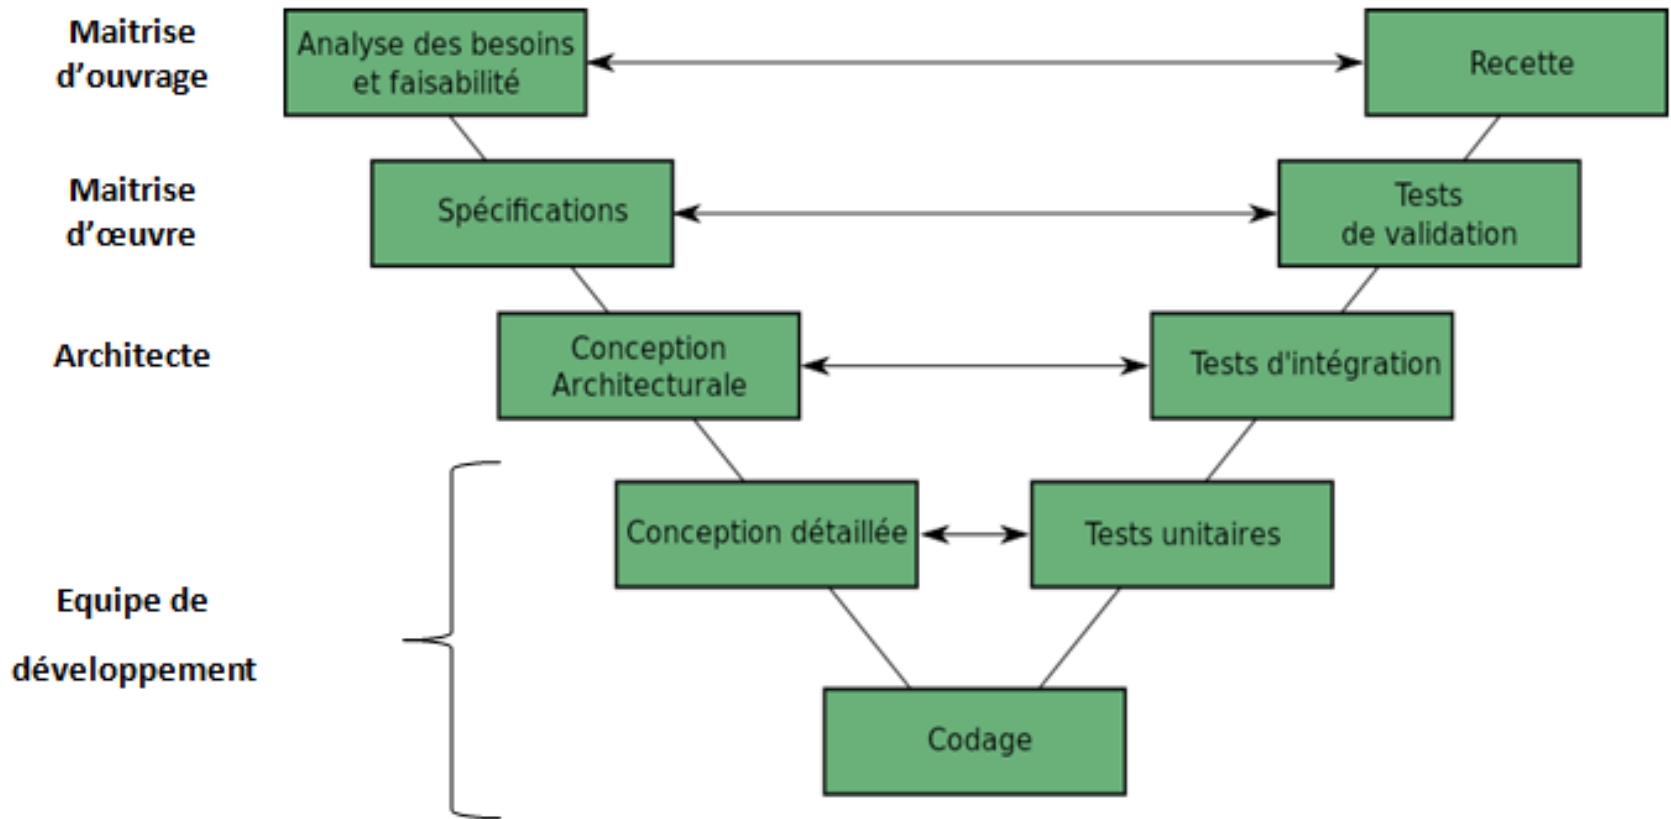 Maitrise
d’ouvrage
Analyse des besoins
et faisabilité
Recette
Maitrise
d’œuvre
Spécifications
Tests
de validation
Architecte
Conception
Architecturale
Tests d'intégration
Conception détaillée
Tests unitaires
Equipe de
développement
Codage